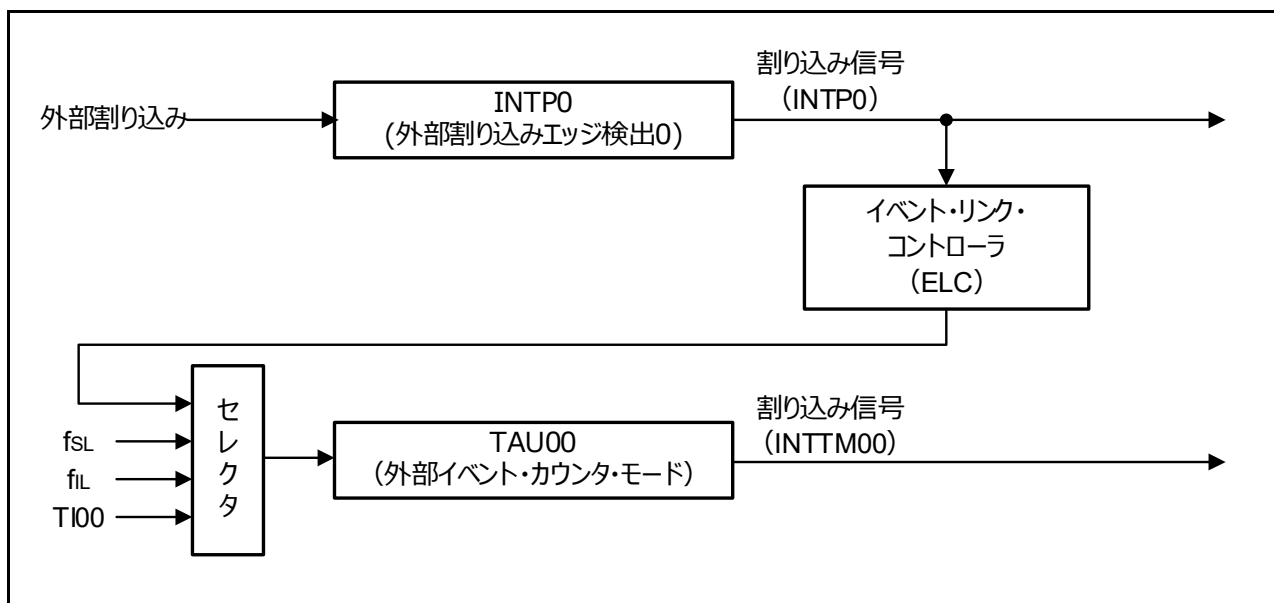 外部割り込み
INTP0
(外部割り込みエッジ検出0)
割り込み信号
（INTP0）
イベント・リンク・
コントローラ
（ELC）
セレクタ
fSL
fIL
TI00
TAU00
（外部イベント・カウンタ・モード）
割り込み信号
（INTTM00）